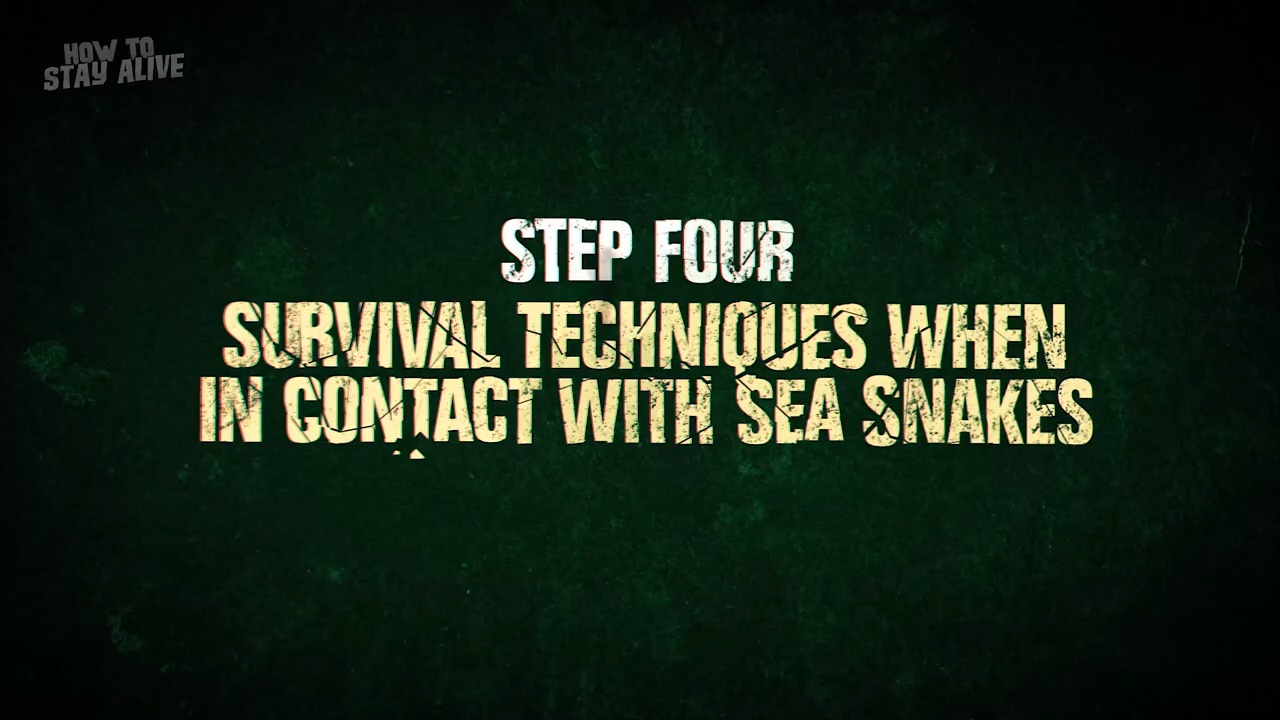 HOW TO
STAY ALIVE
STEP FOUR
SURVIVAL TECHNIQUES WHEN
IN CONTACT WITH SEA SNAKES